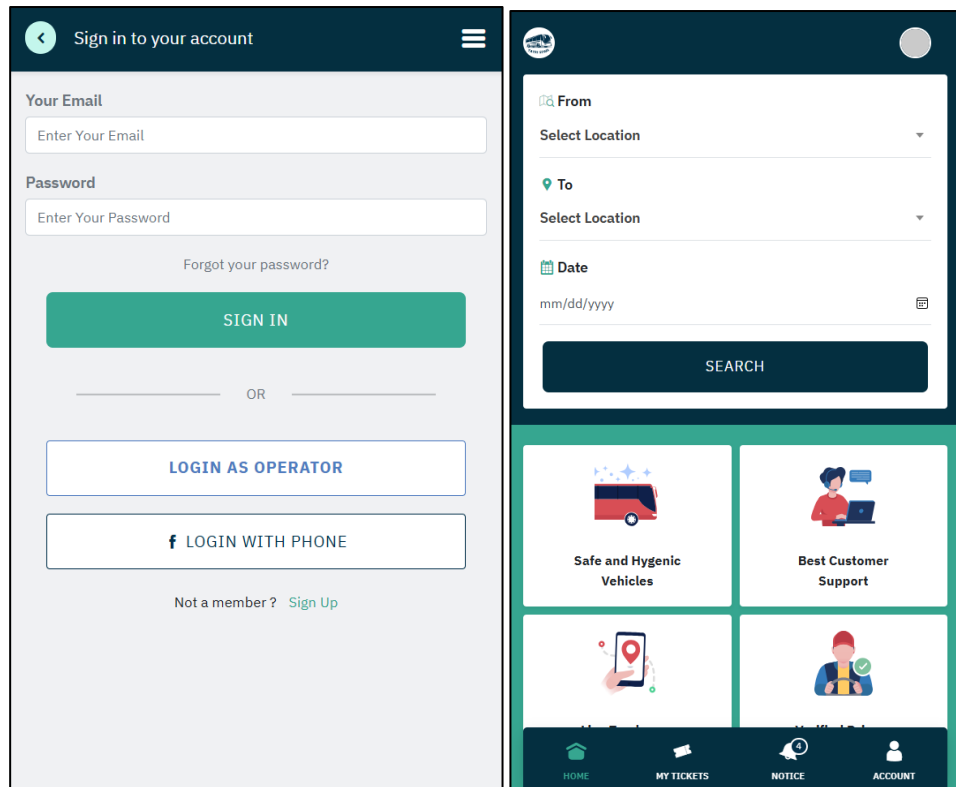 Sign in to your account
Your Email
Enter Your Email
Password
Enter Your Password
Forgot your password?
SIGN IN
OR
LOGIN AS OPERATOR
f LOGIN WITH PHONE
Not a member ? Sign Up
From
Select Location
To
Select Location
Date
mm/dd/yyyy
SEARCH
Safe and Hygenic
Vehicles
Best Customer
Support
4
HOME
MY TICKETS
NOTICE
ACCOUNT